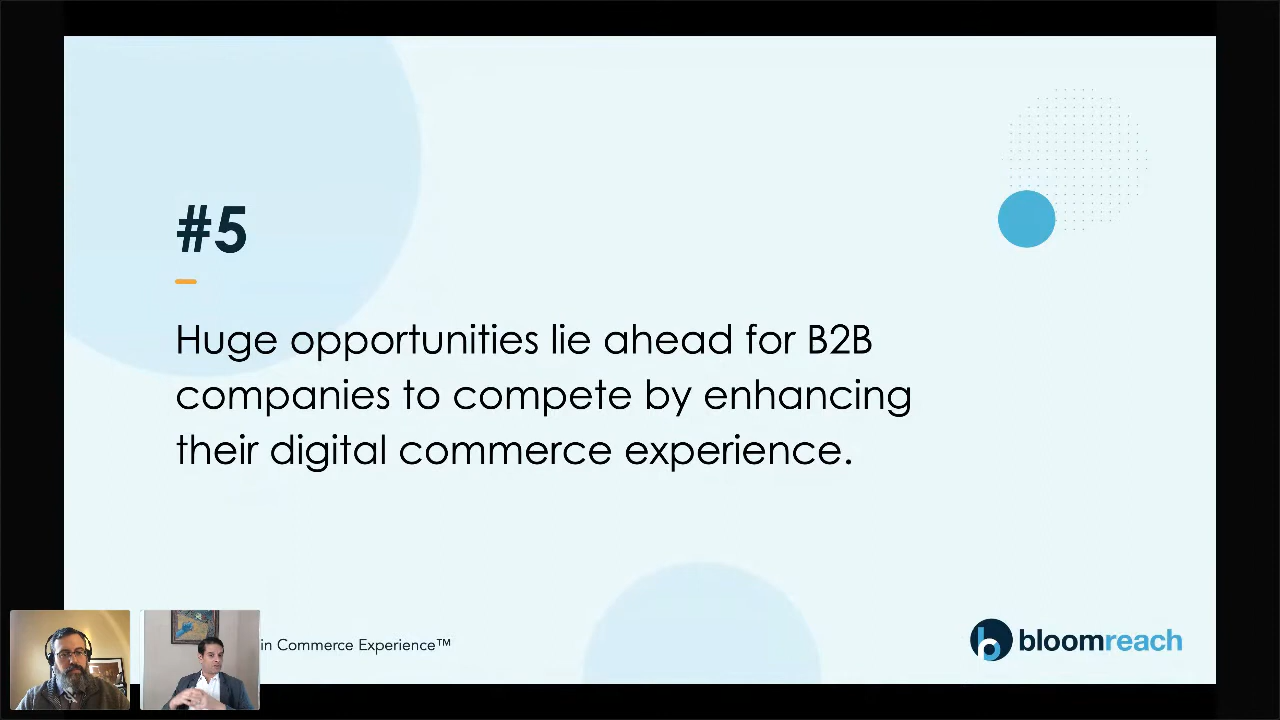 #5
Huge opportunities lie ahead for B2B
companies to compete by enhancing
their digital commerce experience.
in Commerce Experience™
bloomreach